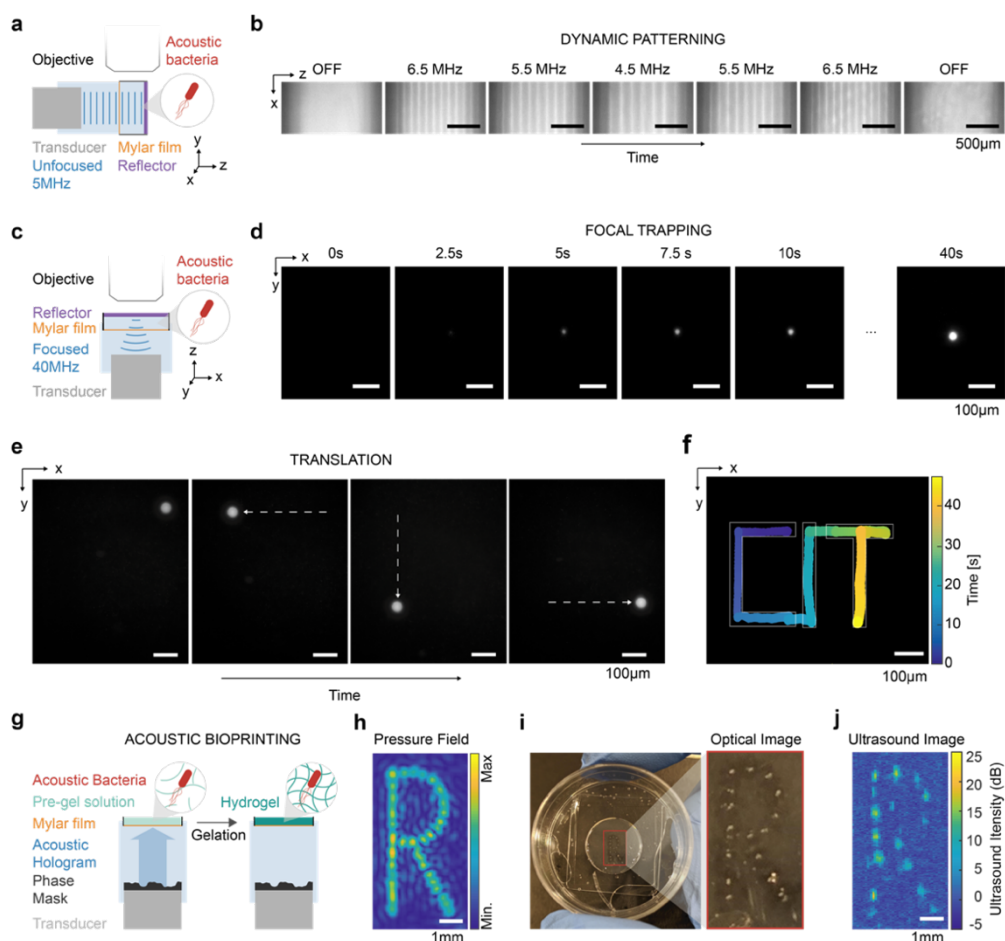 a
Objective
Acoustic
bacteria
Transducer
Unfocused
5MHz
Mylar film
Reflector
y
x
z
b
DYNAMIC PATTERNING
z
x
OFF
6.5 MHz
5.5 MHz
4.5 MHz
5.5 MHz
6.5 MHz
OFF
Time
500μm
c
Objective
Acoustic
bacteria
Reflector
Mylar film
Focused
40MHz
Transducer
z
y
x
d
FOCAL TRAPPING
x
y
0s
2.5s
5s
7.5 s
10s
...
40s
100μm
e
TRANSLATION
x
y
Time
100μm
f
x
y
Time [s]
40
30
20
10
0
100μm
g
ACOUSTIC BIOPRINTING
Acoustic Bacteria
Pre-gel solution
Mylar film
Acoustic
Hologram
Phase
Mask
Transducer
Gelation
Hydrogel
h
Pressure Field
Max
Min.
1mm
i
Optical Image
j
Ultrasound Image
25
20
15
10
5
0
-5
Ultrasound Itensity (dB)
1mm